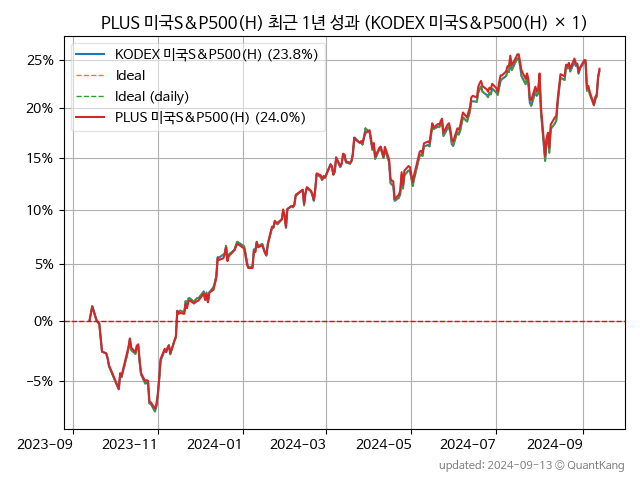 PLUS 미국S&P500(H) 최근 1년 성과 (KODEX 미국S&P500(H) × 1)
KODEX 미국S&P500(H) (23.8%)
Ideal
Ideal (daily)
PLUS 미국S&P500(H) (24.0%)
25%
20%
15%
10%
5%
0%
−5%
2023-09 2023-11 2024-01 2024-03 2024-05 2024-07 2024-09
updated: 2024-09-13 © QuantKang